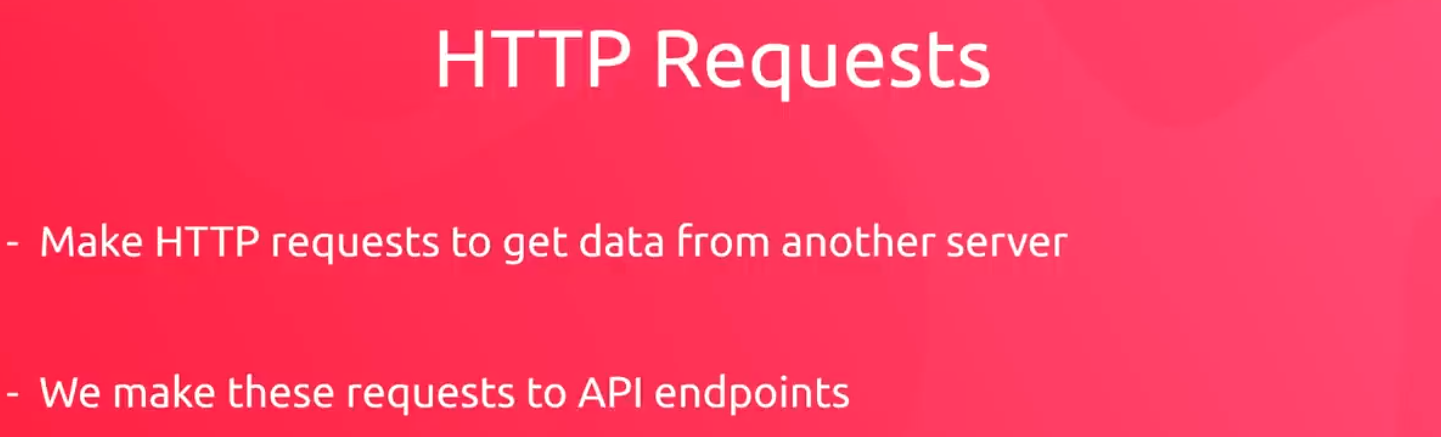 HTTP Requests
- Make HTTP requests to get data from another server
- We make these requests to API endpoints